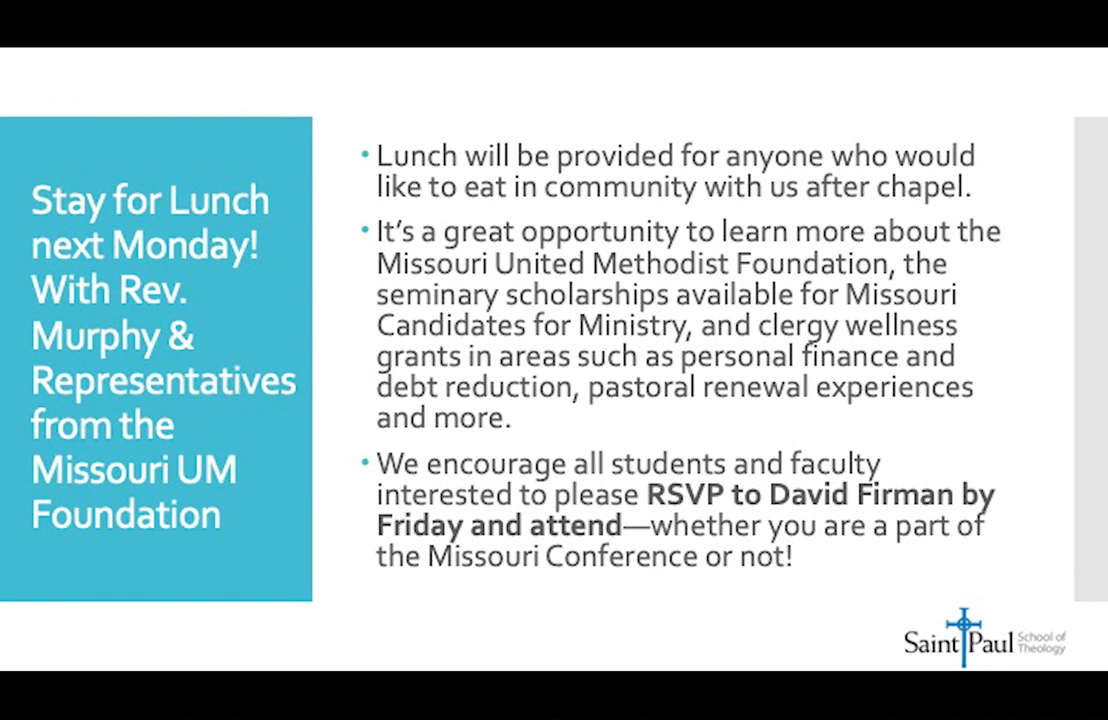 Stay for Lunch
next Monday!
With Rev.
Murphy &
Representatives
from the
Missouri UM
Foundation
• Lunch will be provided for anyone who would
like to eat in community with us after chapel.
• It’s a great opportunity to learn more about the
Missouri United Methodist Foundation, the
seminary scholarships available for Missouri
Candidates for Ministry, and clergy wellness
grants in areas such as personal finance and
debt reduction, pastoral renewal experiences
and more.
• We encourage all students and faculty
interested to please RSVP to David Firman by
Friday and attend—whether you are a part of
the Missouri Conference or not!
Saint Paul School of
Theology